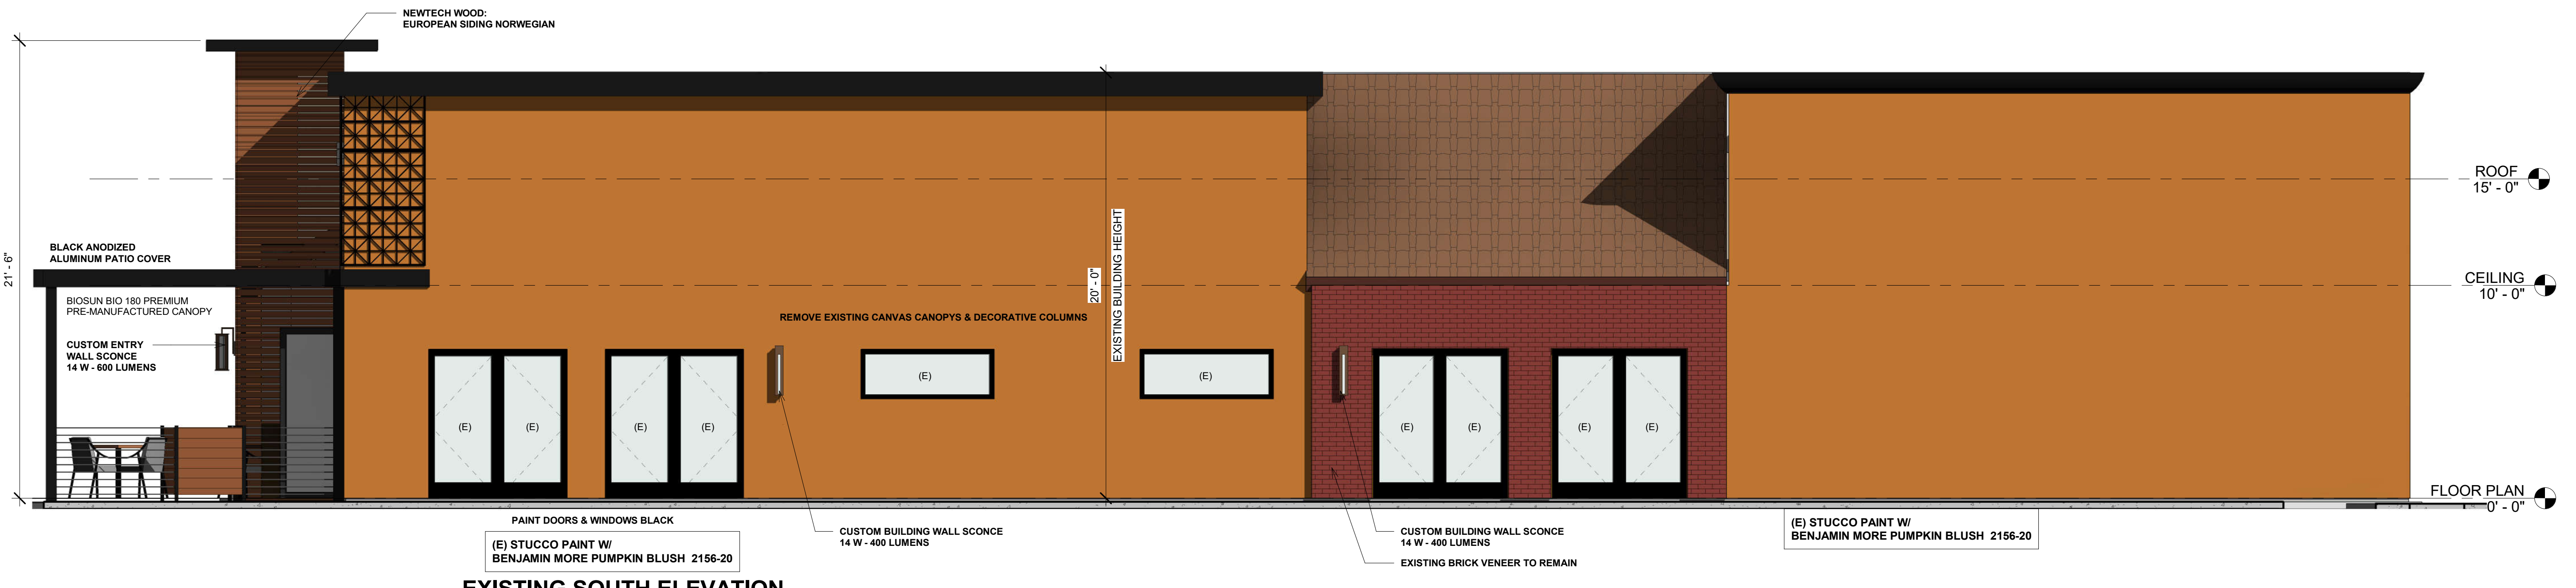 NEWTECH WOOD:
EUROPEAN SIDING NORWEGIAN
21' - 6"
BLACK ANODIZED
ALUMINUM PATIO COVER
BIOSUN BIO 180 PREMIUM
PRE-MANUFACTURED CANOPY
CUSTOM ENTRY
WALL SCONCE
14 W - 600 LUMENS
REMOVE EXISTING CANVAS CANOPYS & DECORATIVE COLUMNS
20' - 0"
EXISTING BUILDING HEIGHT
(E)
(E)
(E)
(E)
(E)
(E)
(E)
(E)
(E)
(E)
ROOF
15' - 0"
CEILING
10' - 0"
FLOOR PLAN
0' - 0"
PAINT DOORS & WINDOWS BLACK
(E) STUCCO PAINT W/
BENJAMIN MORE PUMPKIN BLUSH 2156-20
CUSTOM BUILDING WALL SCONCE
14 W - 400 LUMENS
CUSTOM BUILDING WALL SCONCE
14 W - 400 LUMENS
EXISTING BRICK VENEER TO REMAIN
(E) STUCCO PAINT W/
BENJAMIN MORE PUMPKIN BLUSH 2156-20
EXISTING SOUTH ELEVATION